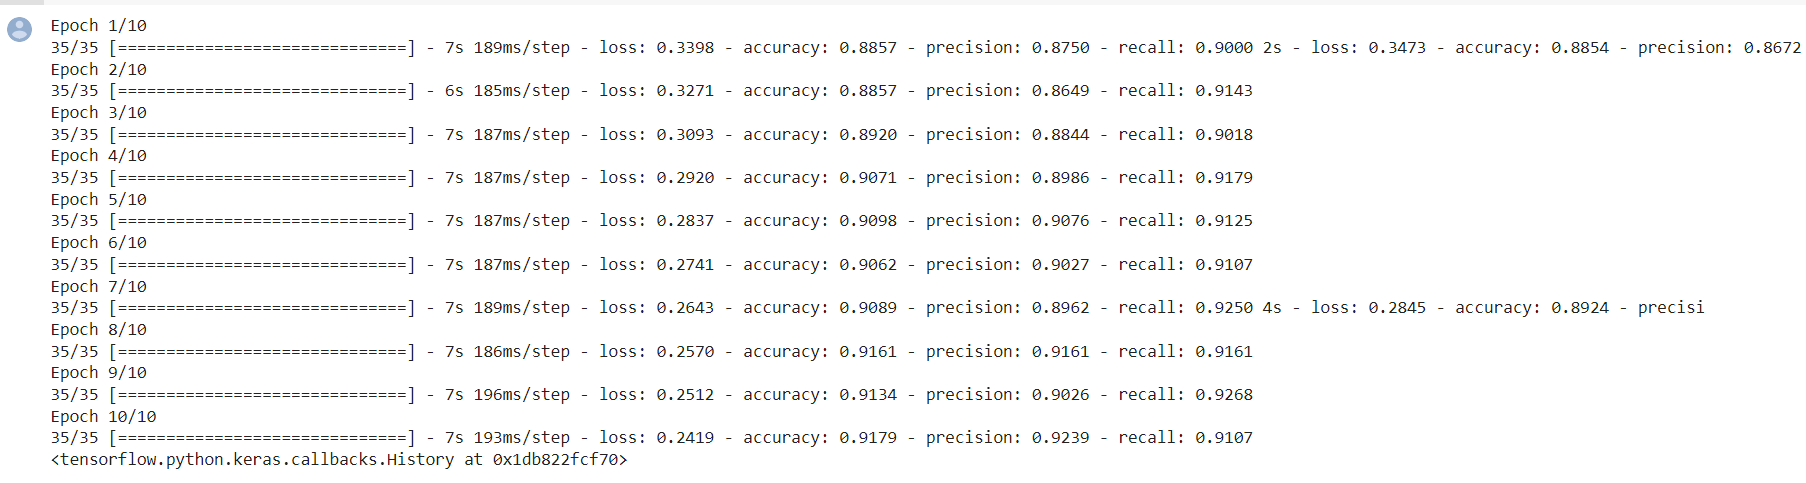 Epoch 1/10
35/35 [==============================] - 7s 189ms/step - loss: 0.3398 - accuracy: 0.8857 - precision: 0.8750 - recall: 0.9000 2s - loss: 0.3473 - accuracy: 0.8854 - precision: 0.8672
Epoch 2/10
35/35 [==============================] - 6s 185ms/step - loss: 0.3271 - accuracy: 0.8857 - precision: 0.8649 - recall: 0.9143
Epoch 3/10
35/35 [==============================] - 7s 187ms/step - loss: 0.3093 - accuracy: 0.8920 - precision: 0.8844 - recall: 0.9018
Epoch 4/10
35/35 [==============================] - 7s 187ms/step - loss: 0.2920 - accuracy: 0.9071 - precision: 0.8986 - recall: 0.9179
Epoch 5/10
35/35 [==============================] - 7s 187ms/step - loss: 0.2837 - accuracy: 0.9098 - precision: 0.9076 - recall: 0.9125
Epoch 6/10
35/35 [==============================] - 7s 187ms/step - loss: 0.2741 - accuracy: 0.9062 - precision: 0.9027 - recall: 0.9107
Epoch 7/10
35/35 [==============================] - 7s 189ms/step - loss: 0.2643 - accuracy: 0.9089 - precision: 0.8962 - recall: 0.9250 4s - loss: 0.2845 - accuracy: 0.8924 - precisi
Epoch 8/10
35/35 [==============================] - 7s 186ms/step - loss: 0.2570 - accuracy: 0.9161 - precision: 0.9161 - recall: 0.9161
Epoch 9/10
35/35 [==============================] - 7s 196ms/step - loss: 0.2512 - accuracy: 0.9134 - precision: 0.9026 - recall: 0.9268
Epoch 10/10
35/35 [==============================] - 7s 193ms/step - loss: 0.2419 - accuracy: 0.9179 - precision: 0.9239 - recall: 0.9107
<tensorflow.python.keras.callbacks.History at 0x1db822fcf70>